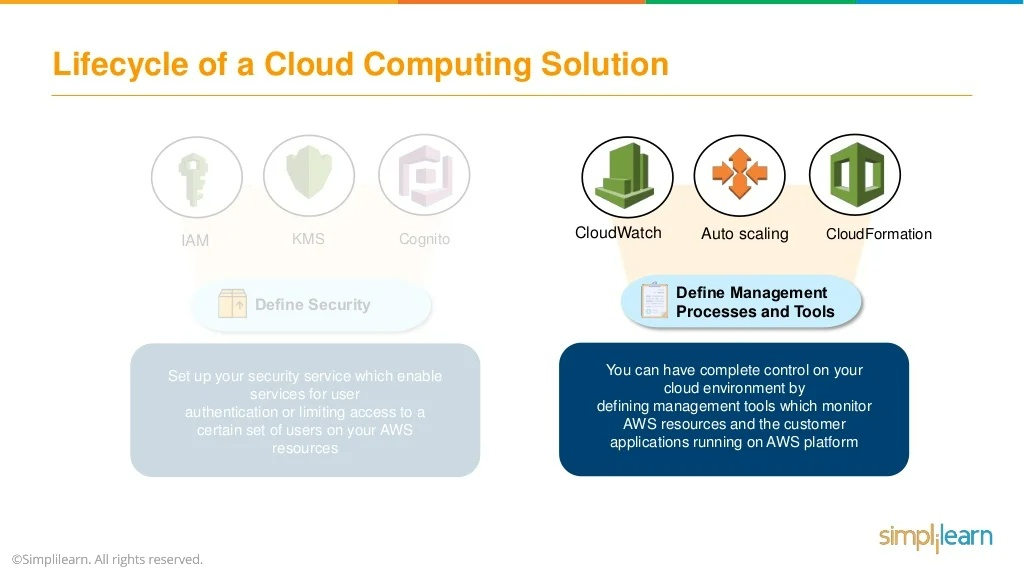 Lifecycle of a Cloud Computing Solution
IAM
KMS
Cognito
Define Security
Set up your security service which enable
services for user
authentication or limiting access to a
certain set of users on your AWS
resources
CloudWatch
Auto scaling
CloudFormation
Define Management
Processes and Tools
You can have complete control on your
cloud environment by
defining management tools which monitor
AWS resources and the customer
applications running on AWS platform
©Simplilearn. All rights reserved.
simplilearn